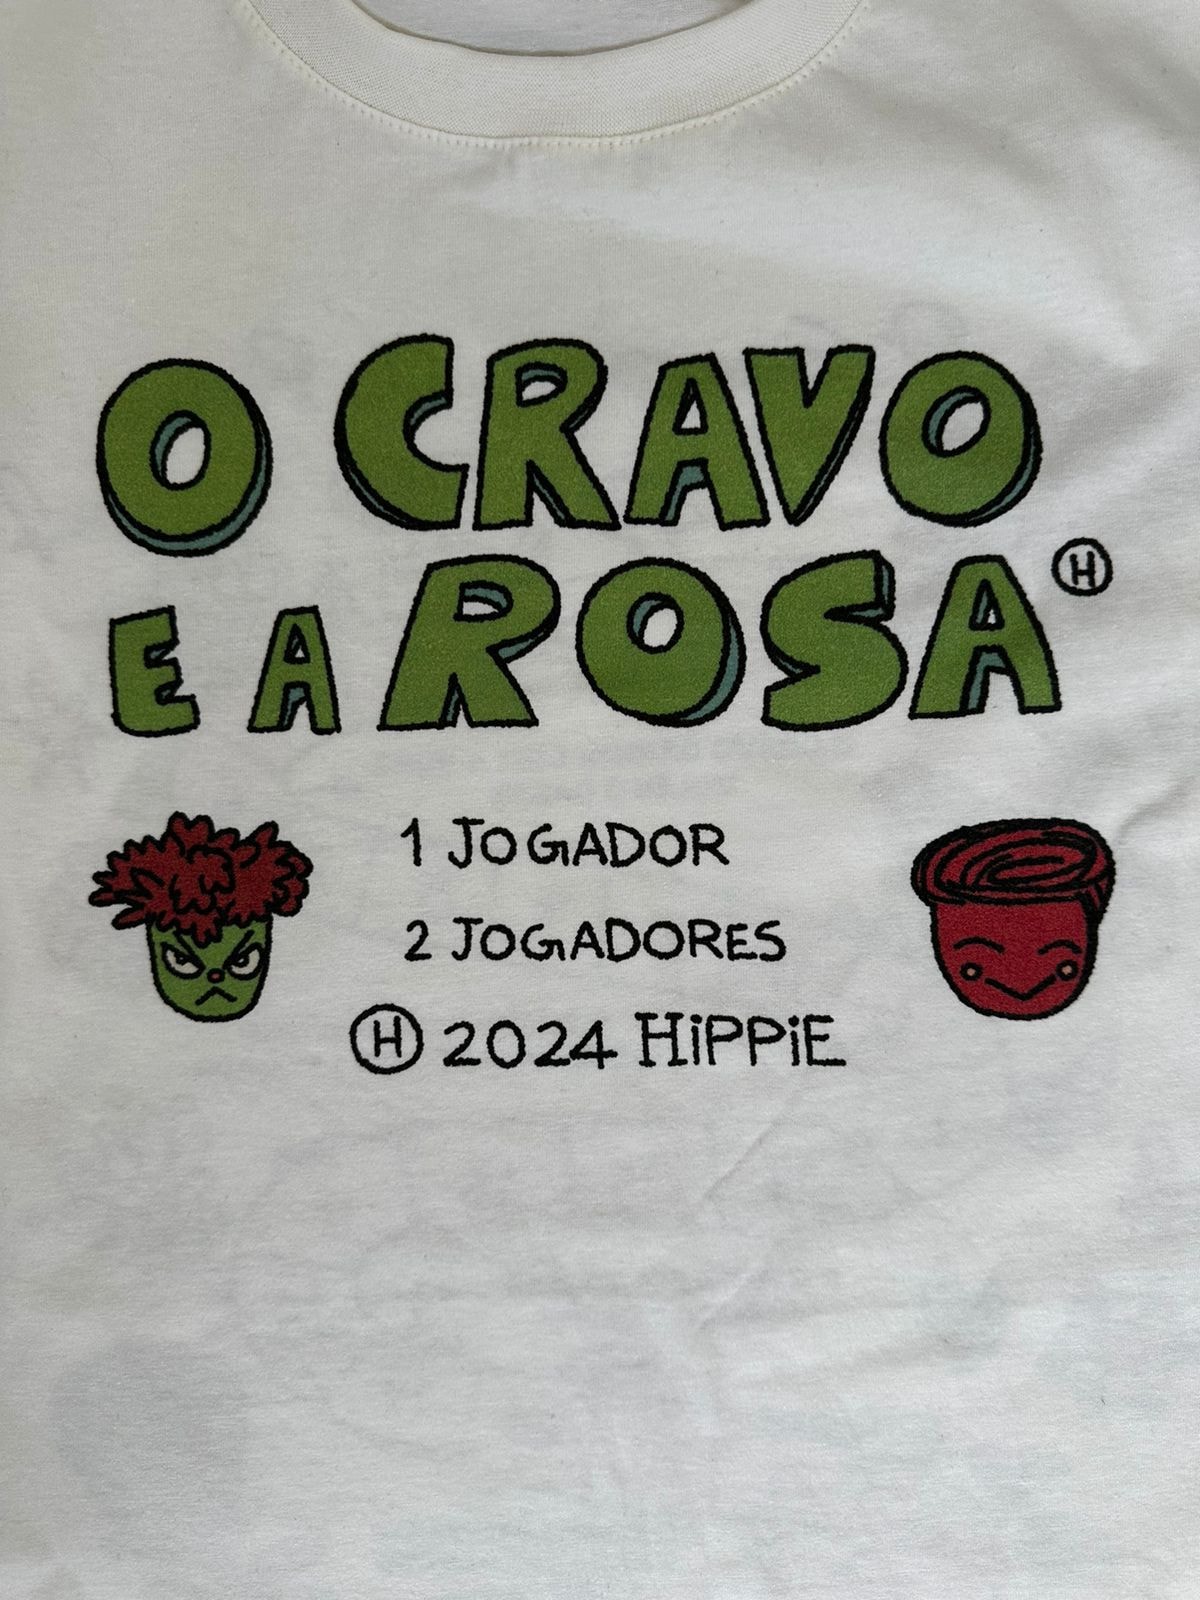 O CRAVO
E A ROSA Ⓗ
1 JOGADOR
2 JOGADORES
Ⓗ 2024 HiPPiE